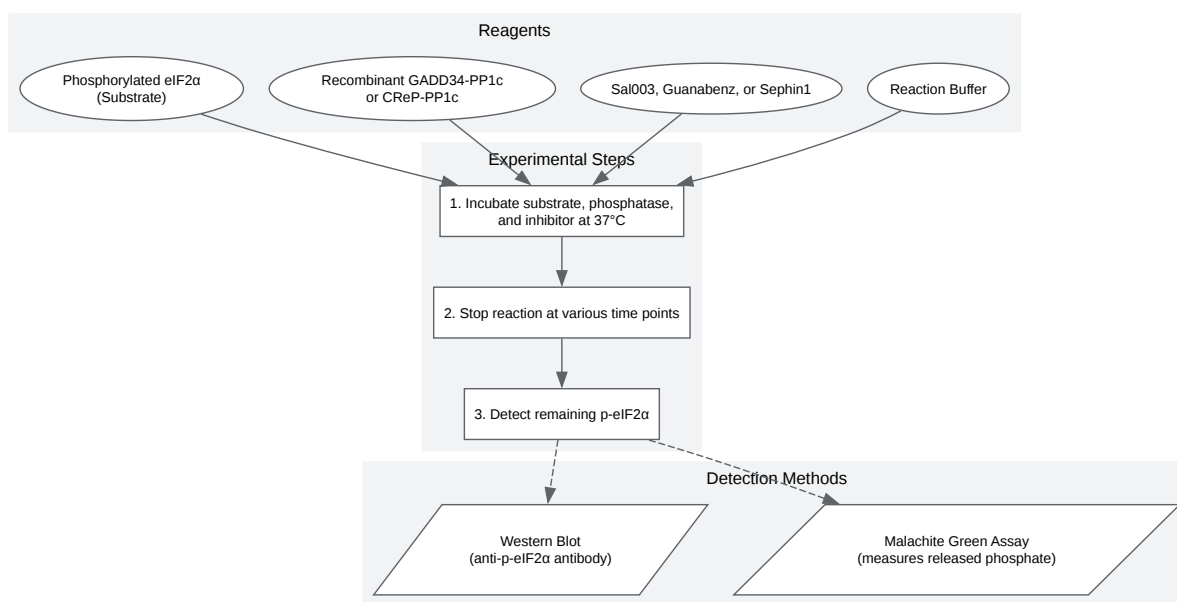 Reagents
Phosphorylated eIF2α
(Substrate)
Recombinant GADD34-PP1c
or CReP-PP1c
Sal003, Guanabenz, or Sephin1
Reaction Buffer
Experimental Steps
1. Incubate substrate, phosphatase,
and inhibitor at 37°C
2. Stop reaction at various time points
3. Detect remaining p-eIF2α
Detection Methods
Western Blot
(anti-p-eIF2α antibody)
Malachite Green Assay
(measures released phosphate)